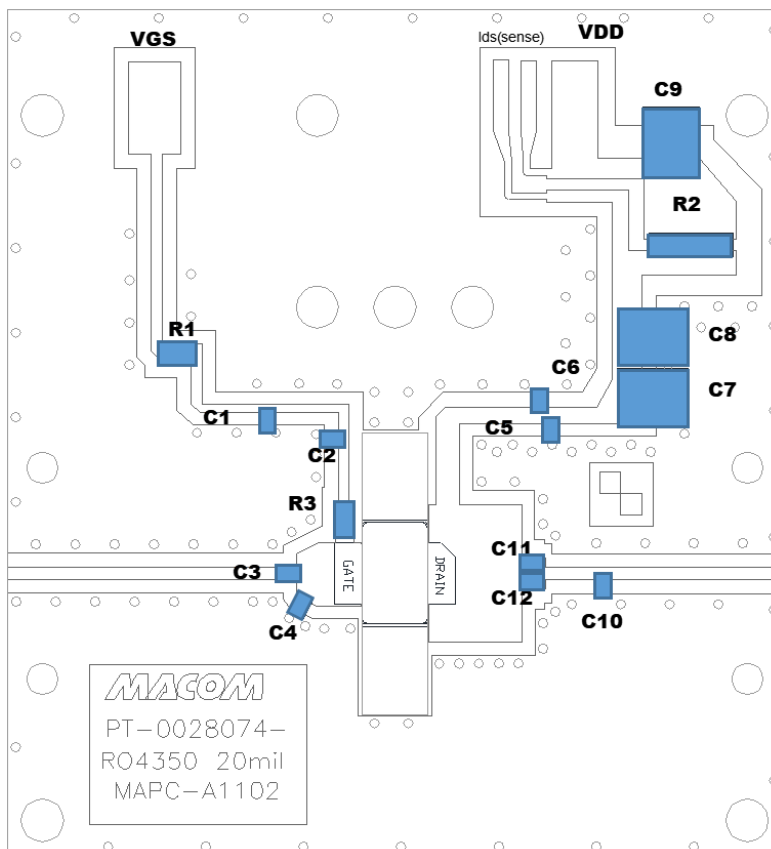 VGS
Ids(sense)
VDD
C9
R2
R1
C6
C8
C7
C1
C2
C5
R3
C11
C3
GATE
DRAIN
C12
C10
C4
MACOM
PT-0028074-
RO4350 20mil
MAPC-A1102